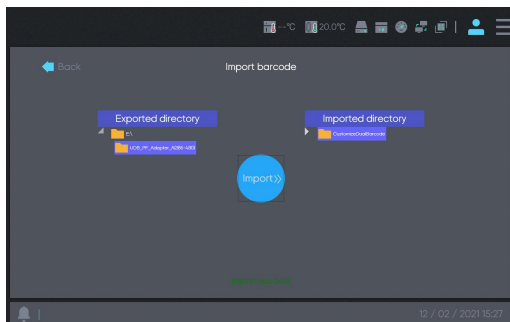 --°C 20.0°C
Back
Import barcode
Exported directory
Imported directory
E:\
CustomizeDualBarcode
Import>>
12 / 02 / 2021 15:27